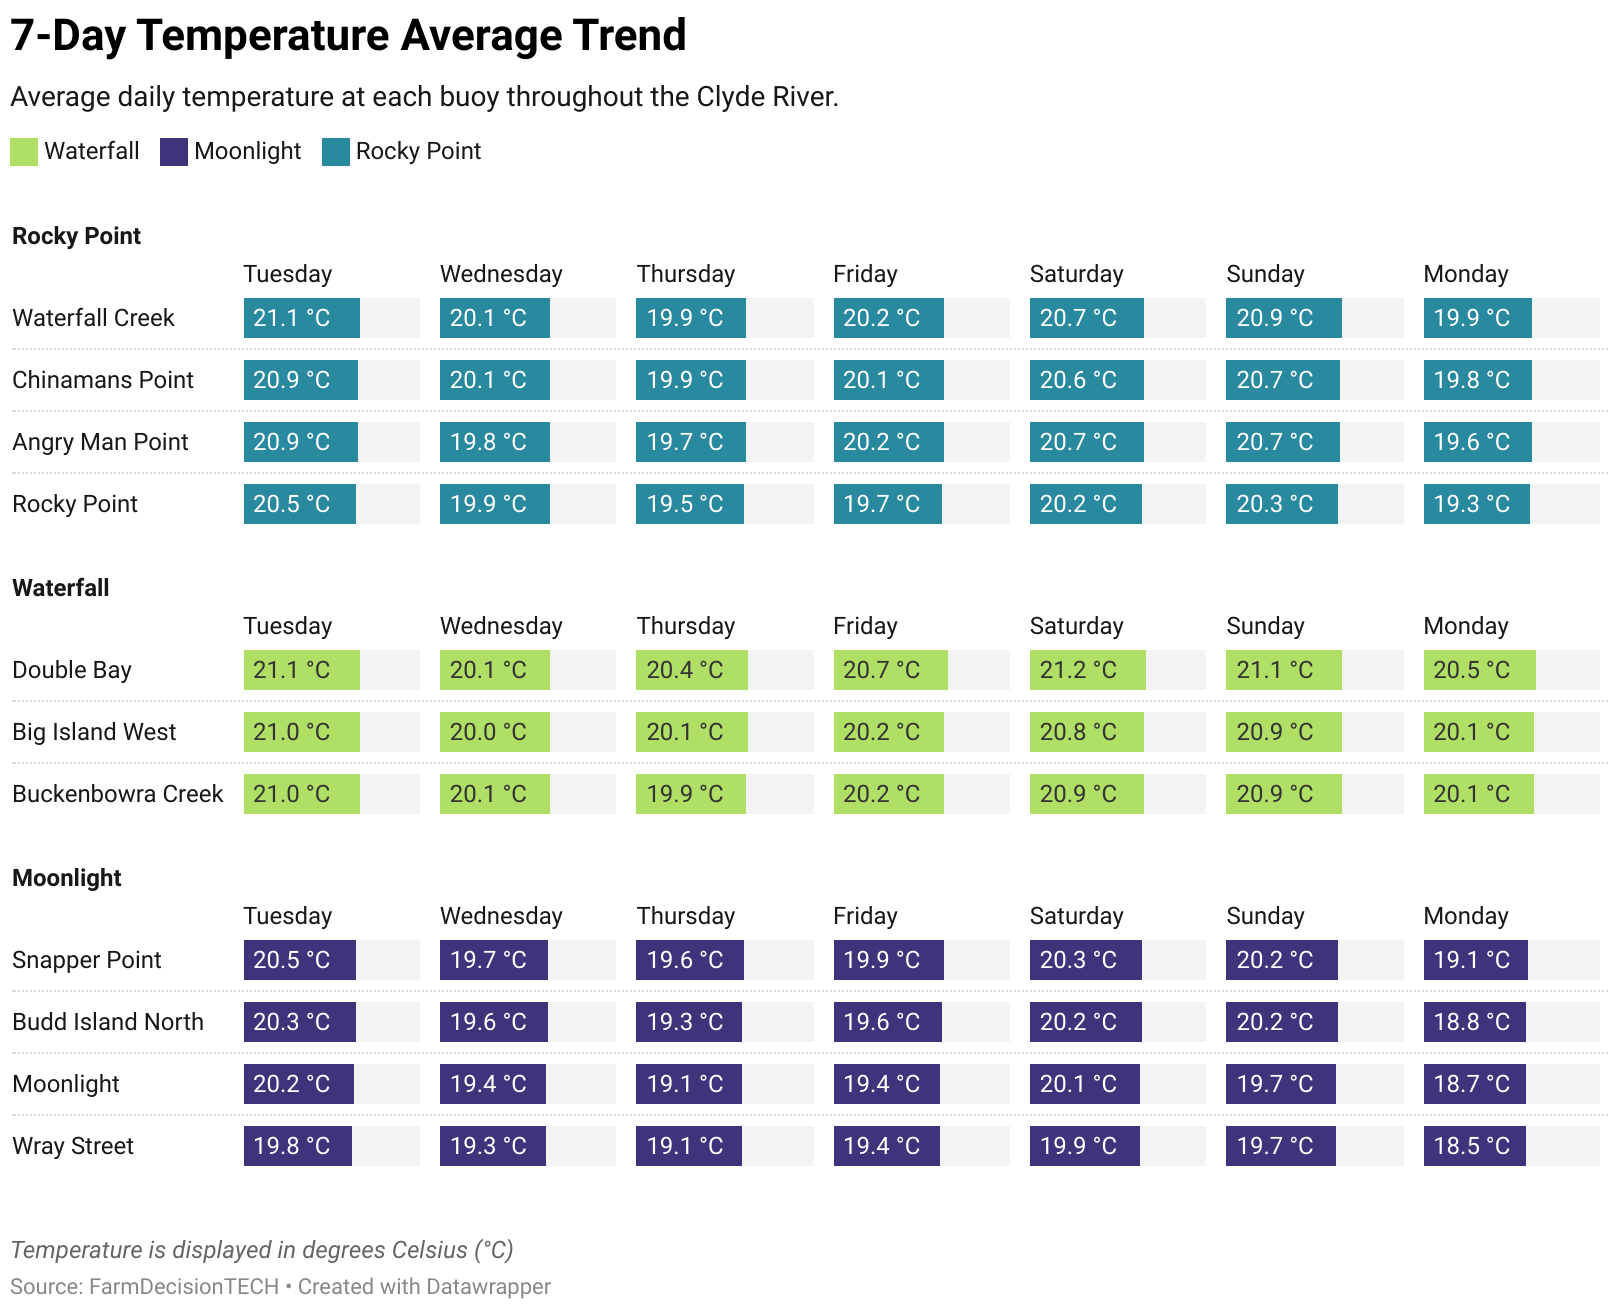 7-Day Temperature Average Trend
Average daily temperature at each buoy throughout the Clyde River.
Waterfall Moonlight Rocky Point
Rocky Point
Tuesday Wednesday Thursday Friday Saturday Sunday Monday
Waterfall Creek 21.1 °C 20.1 °C 19.9 °C 20.2 °C 20.7 °C 20.9 °C 19.9 °C
Chinamans Point 20.9 °C 20.1 °C 19.9 °C 20.1 °C 20.6 °C 20.7 °C 19.8 °C
Angry Man Point 20.9 °C 19.8 °C 19.7 °C 20.2 °C 20.7 °C 20.7 °C 19.6 °C
Rocky Point 20.5 °C 19.9 °C 19.5 °C 19.7 °C 20.2 °C 20.3 °C 19.3 °C
Waterfall
Tuesday Wednesday Thursday Friday Saturday Sunday Monday
Double Bay 21.1 °C 20.1 °C 20.4 °C 20.7 °C 21.2 °C 21.1 °C 20.5 °C
Big Island West 21.0 °C 20.0 °C 20.1 °C 20.2 °C 20.8 °C 20.9 °C 20.1 °C
Buckenbowra Creek 21.0 °C 20.1 °C 19.9 °C 20.2 °C 20.9 °C 20.9 °C 20.1 °C
Moonlight
Tuesday Wednesday Thursday Friday Saturday Sunday Monday
Snapper Point 20.5 °C 19.7 °C 19.6 °C 19.9 °C 20.3 °C 20.2 °C 19.1 °C
Budd Island North 20.3 °C 19.6 °C 19.3 °C 19.6 °C 20.2 °C 20.2 °C 18.8 °C
Moonlight 20.2 °C 19.4 °C 19.1 °C 19.4 °C 20.1 °C 19.7 °C 18.7 °C
Wray Street 19.8 °C 19.3 °C 19.1 °C 19.4 °C 19.9 °C 19.7 °C 18.5 °C
Temperature is displayed in degrees Celsius (°C)
Source: FarmDecisionTECH • Created with Datawrapper